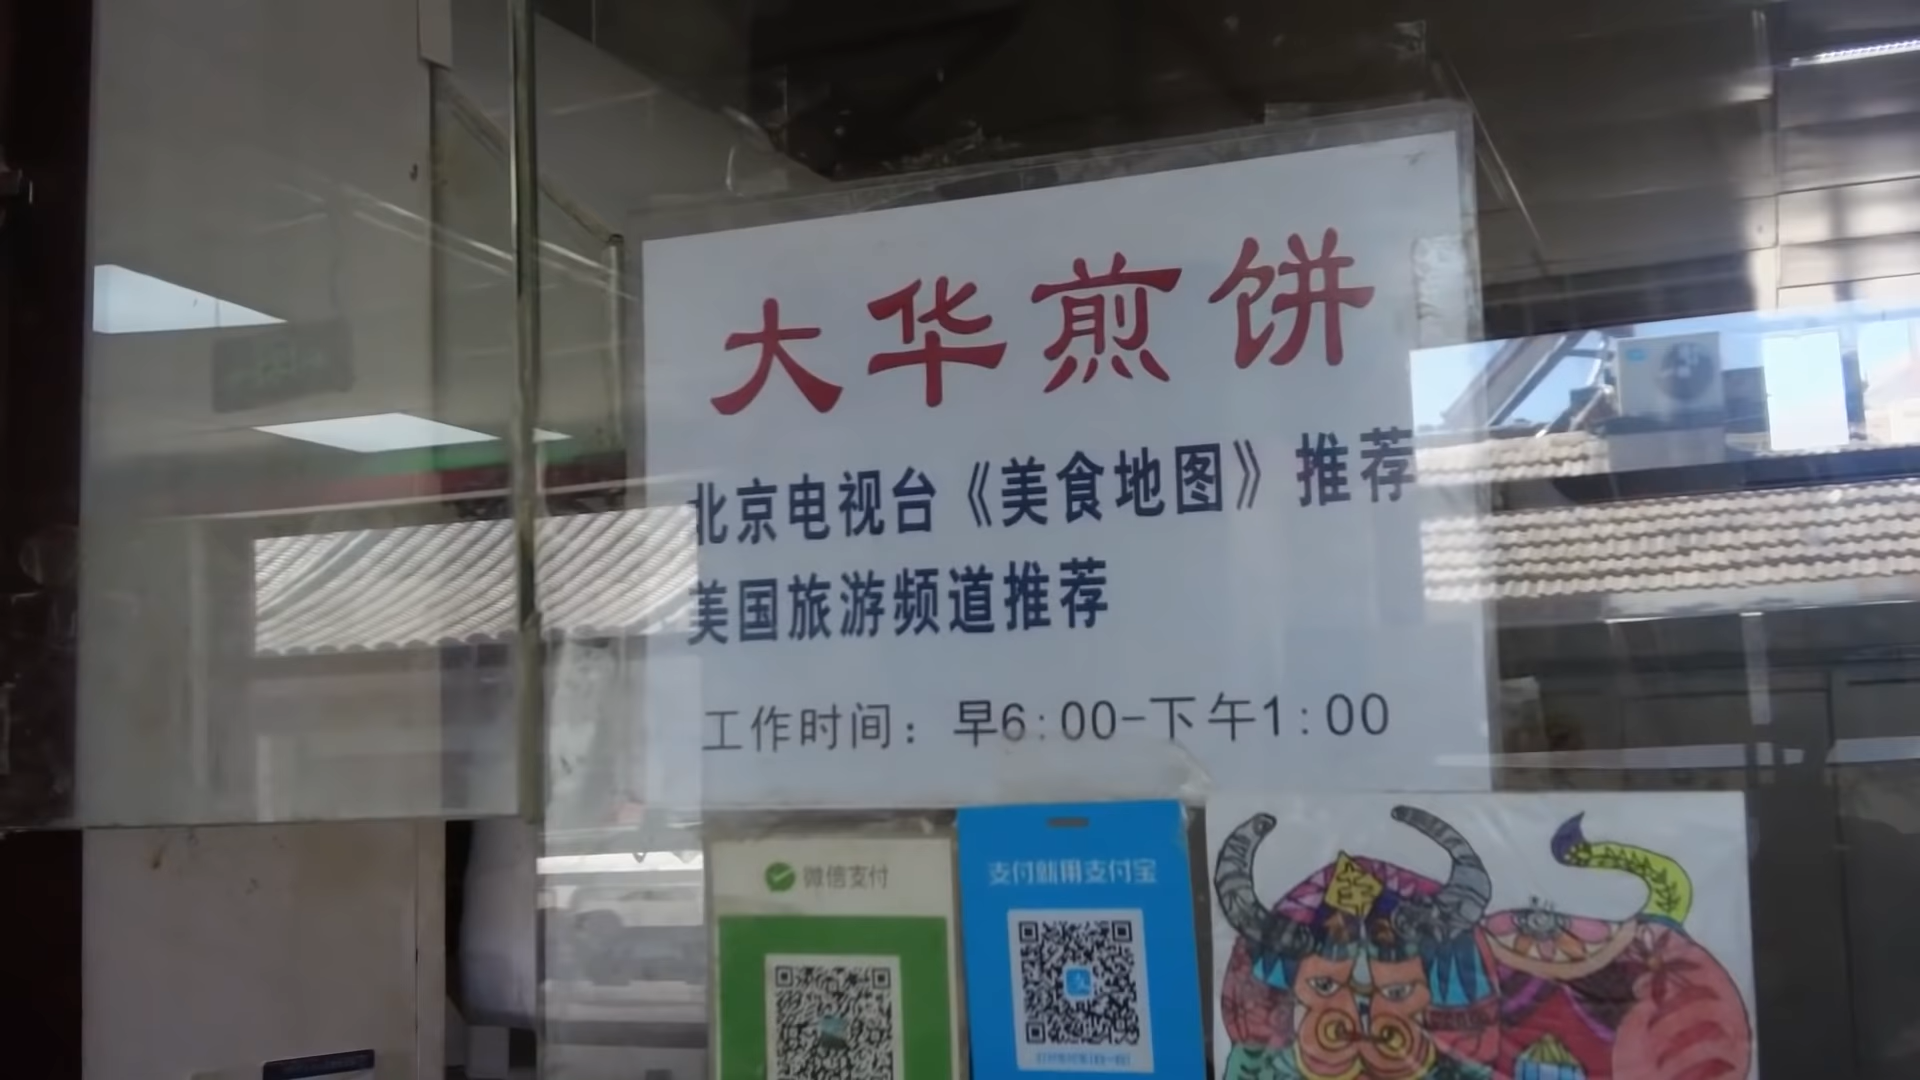 大华煎饼
北京电视台《美食地图》推荐
美国旅游频道推荐
工作时间：早6:00-下午1:00
微信支付
支付就用支付宝